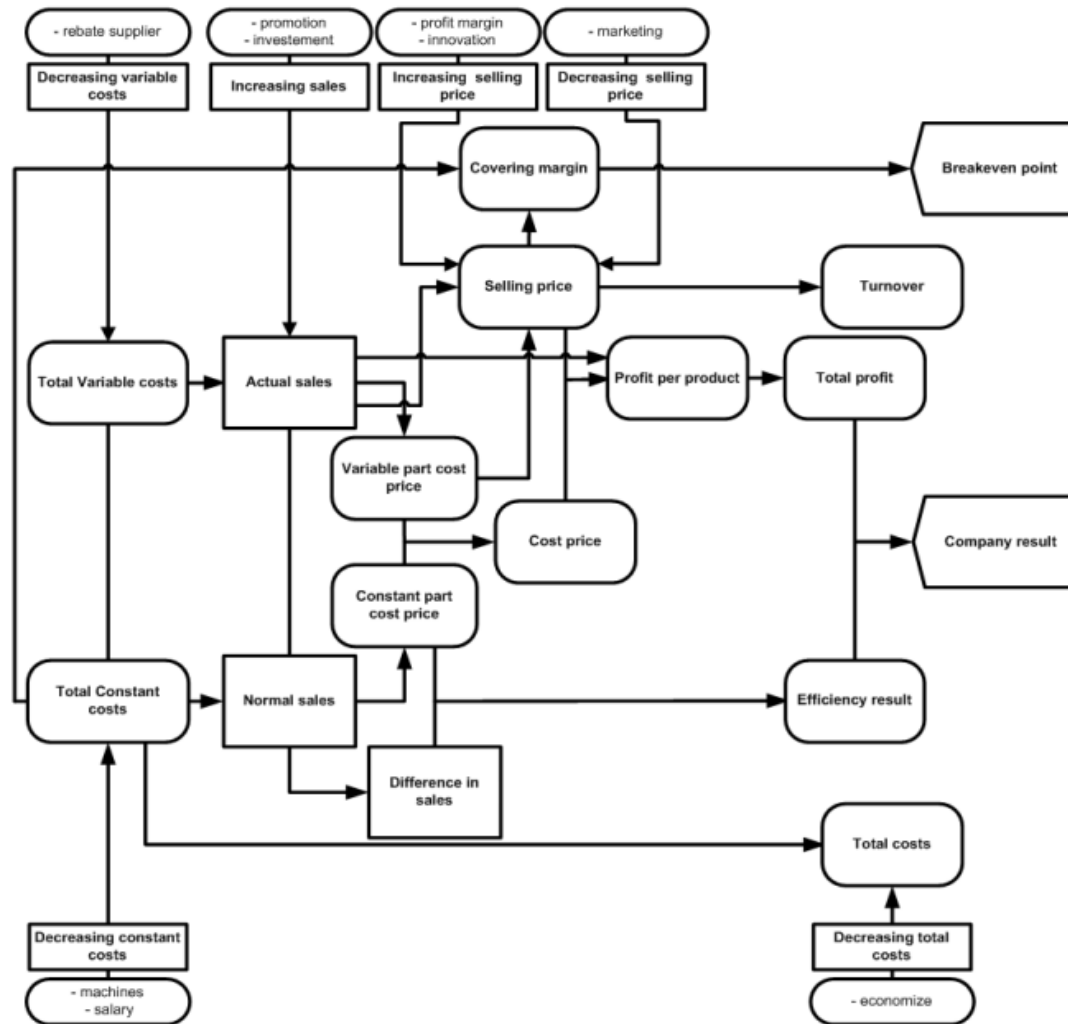 - rebate supplier
- promotion
- investement
- profit margin
- innovation
- marketing
Decreasing variable
costs
Increasing sales
Increasing selling
price
Decreasing selling
price
Covering margin
Breakeven point
Selling price
Turnover
Total Variable costs
Actual sales
Profit per product
Total profit
Variable part cost
price
Cost price
Company result
Constant part
cost price
Total Constant
costs
Normal sales
Efficiency result
Difference in
sales
Total costs
Decreasing constant
costs
Decreasing total
costs
- machines
- salary
- economize